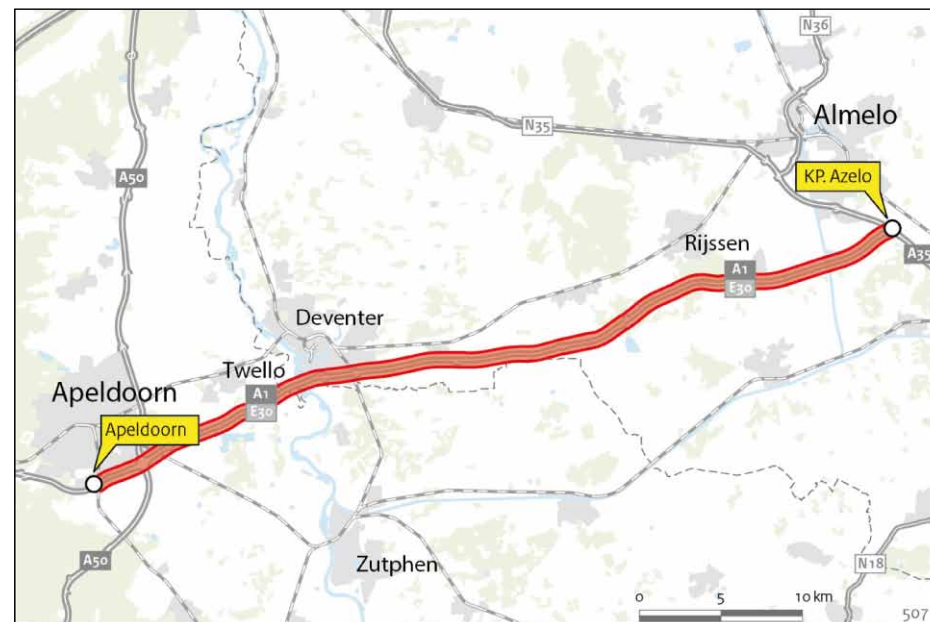 N36
Almelo
N35
A50
KP. Azelo
Rijssen
A35
A1
E30
Deventer
Twello
Apeldoorn
A1
E30
Apeldoorn
A50
Zutphen
N18
0 5 10 km
507